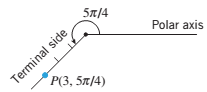 5π/4
Polar axis
Terminal side
P(3, 5π/4)